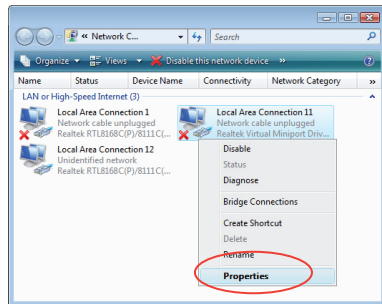 « Network C...
Search
Organize Views Disable this network device »
Name Status Device Name Connectivity Network Category »
LAN or High-Speed Internet (3)
Local Area Connection 1
Network cable unplugged
Realtek RTL8168C(P)/8111C(...
Local Area Connection 11
Network cable unplugged
Realtek Virtual Miniport Driv...
Local Area Connection 12
Unidentified network
Realtek RTL8168C(P)/8111C(...
Disable
Status
Diagnose
Bridge Connections
Create Shortcut
Delete
Rename
Properties